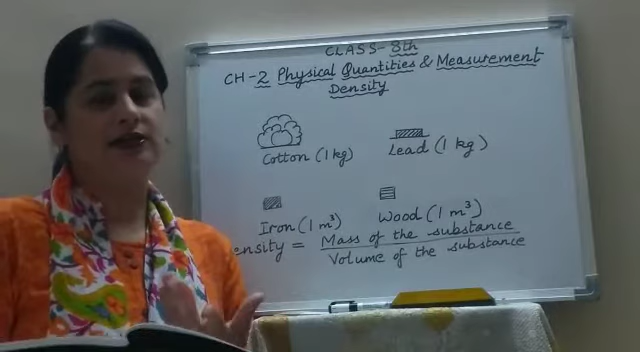 CLASS- 8th
CH-2 Physical Quantities & Measurement
Density
Cotton (1 kg) Lead (1 kg)
Iron (1 m³) Wood (1 m³)
ensity = Mass of the substance
Volume of the substance